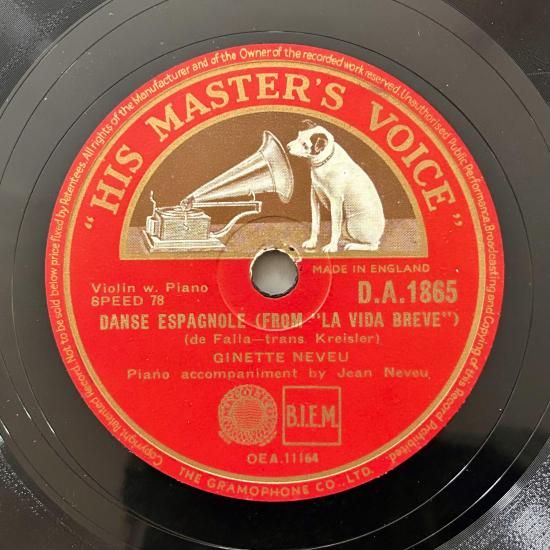 All rights of the Manufacturer and of the Owner of the recorded work reserved. Unauthorised Public Performance, Broadcasting and Copying of this Record Prohibited.
Copyright. Patented Record, Not to be sold below price fixed by Patentees.
"HIS MASTER'S VOICE"
MADE IN ENGLAND
Violin w. Piano
SPEED 78
D.A.1865
DANSE ESPAGNOLE (FROM "LA VIDA BREVE")
(de Falla—trans. Kreisler)
GINETTE NEVEU
Piano accompaniment by Jean Neveu
B.I.E.M.
OEA.11164
THE GRAMOPHONE CO., LTD.